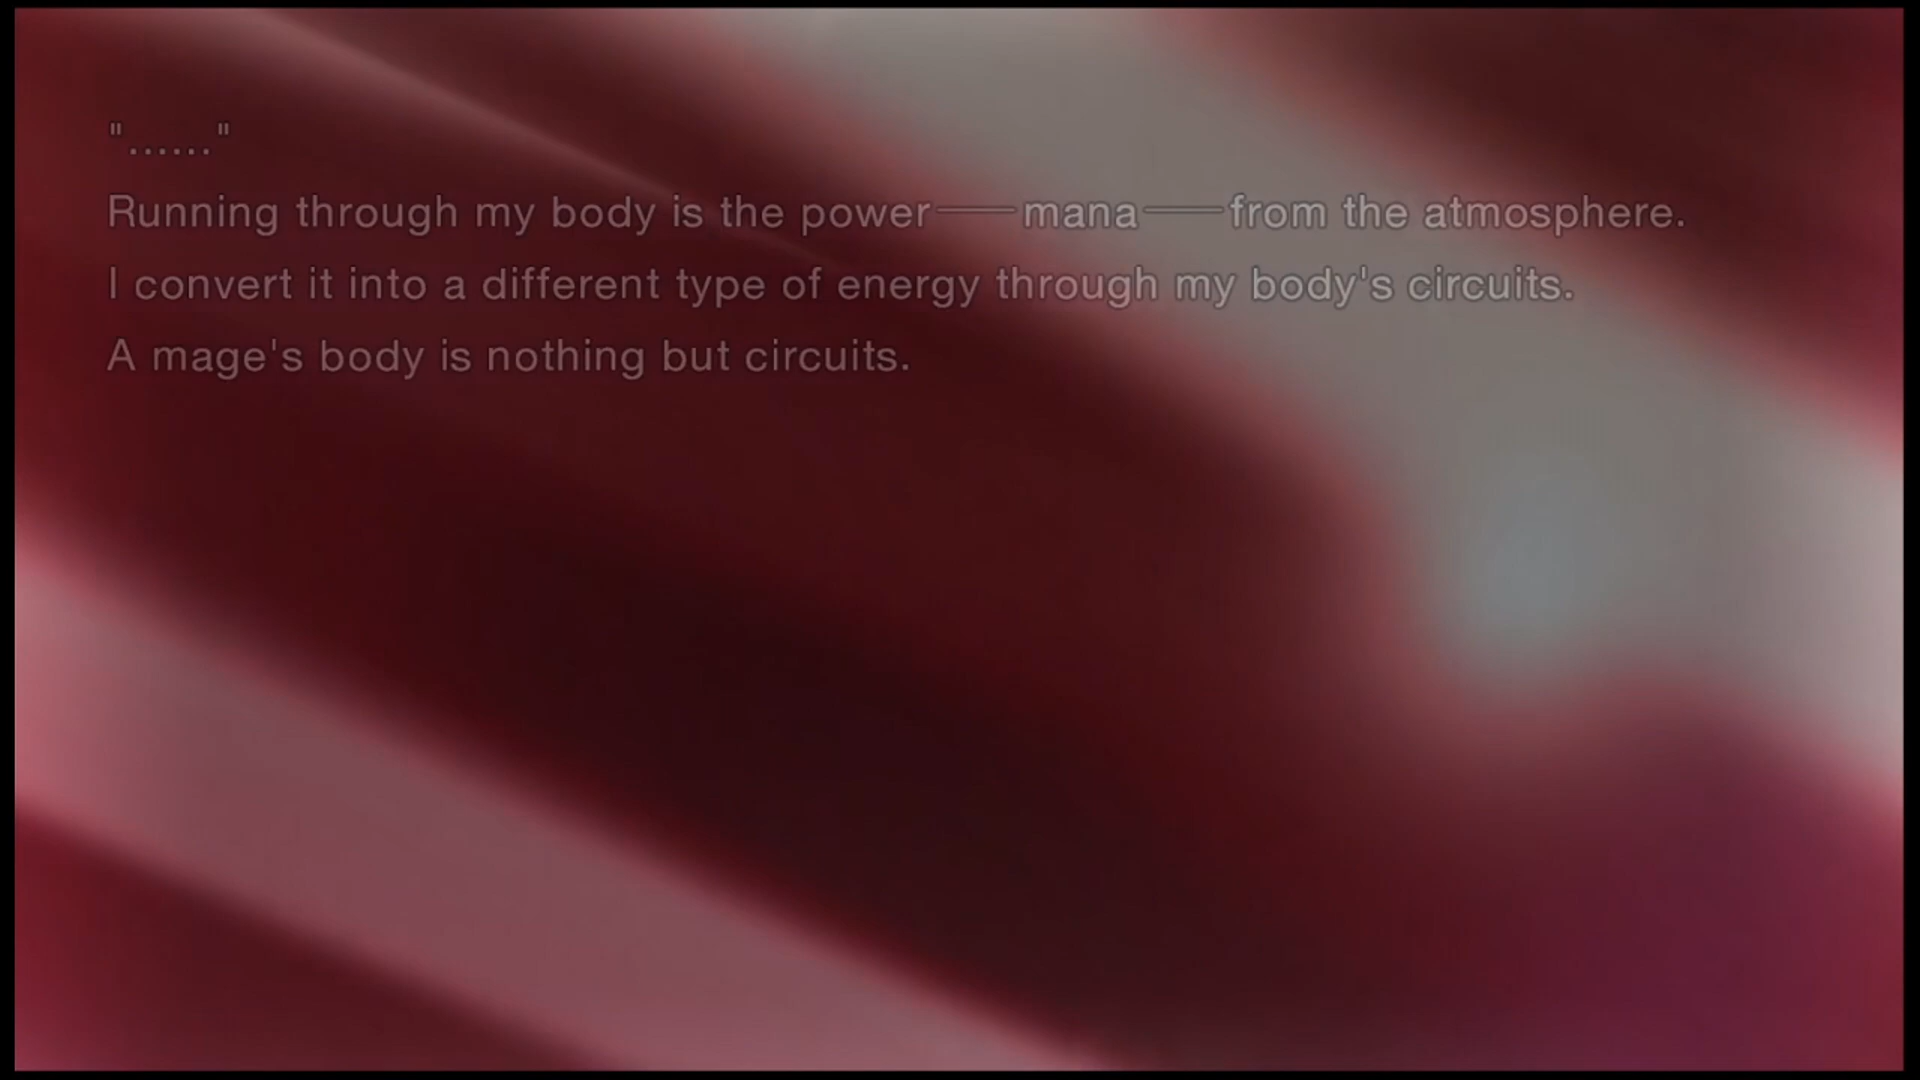 "......"
Running through my body is the power――mana――from the atmosphere.
I convert it into a different type of energy through my body's circuits.
A mage's body is nothing but circuits.